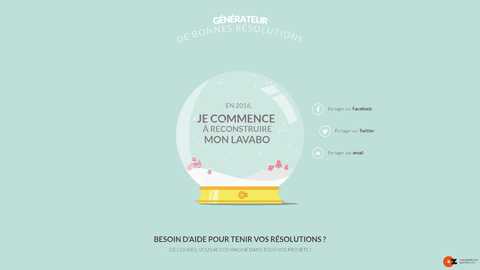 GÉNÉRATEUR
DE BONNES RÉSOLUTIONS
EN 2016,
JE COMMENCE
À RECONSTRUIRE
MON LAVABO
Partager sur Facebook
Partager sur Twitter
Partager par email
BESOIN D'AIDE POUR TENIR VOS RÉSOLUTIONS ?